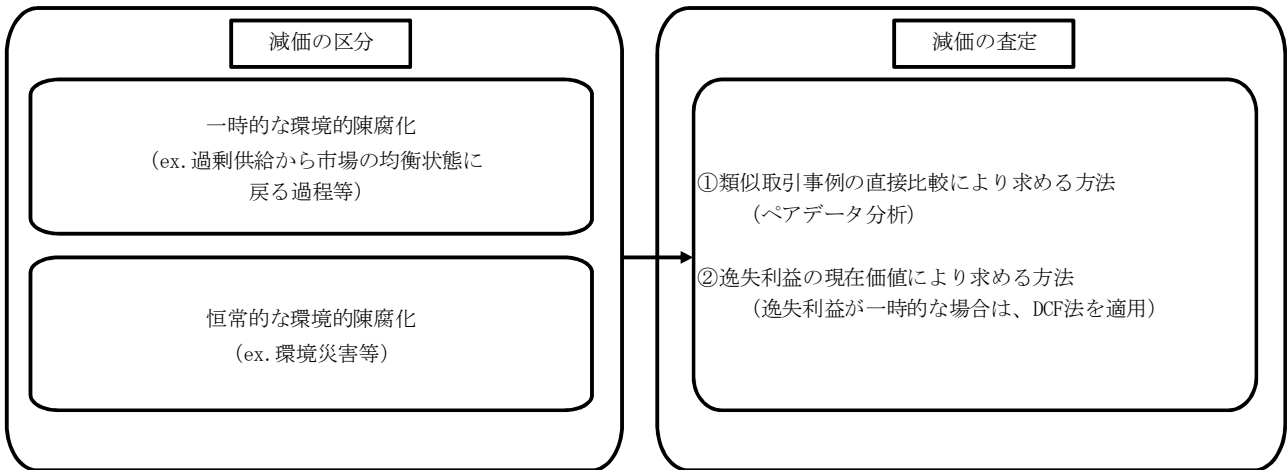 減価の区分
一時的な環境的陳腐化
（ex.過剰供給から市場の均衡状態に
戻る過程等）
恒常的な環境的陳腐化
（ex.環境災害等）
減価の査定
①類似取引事例の直接比較により求める方法
（ペアデータ分析）
②逸失利益の現在価値により求める方法
（逸失利益が一時的な場合は、DCF法を適用）